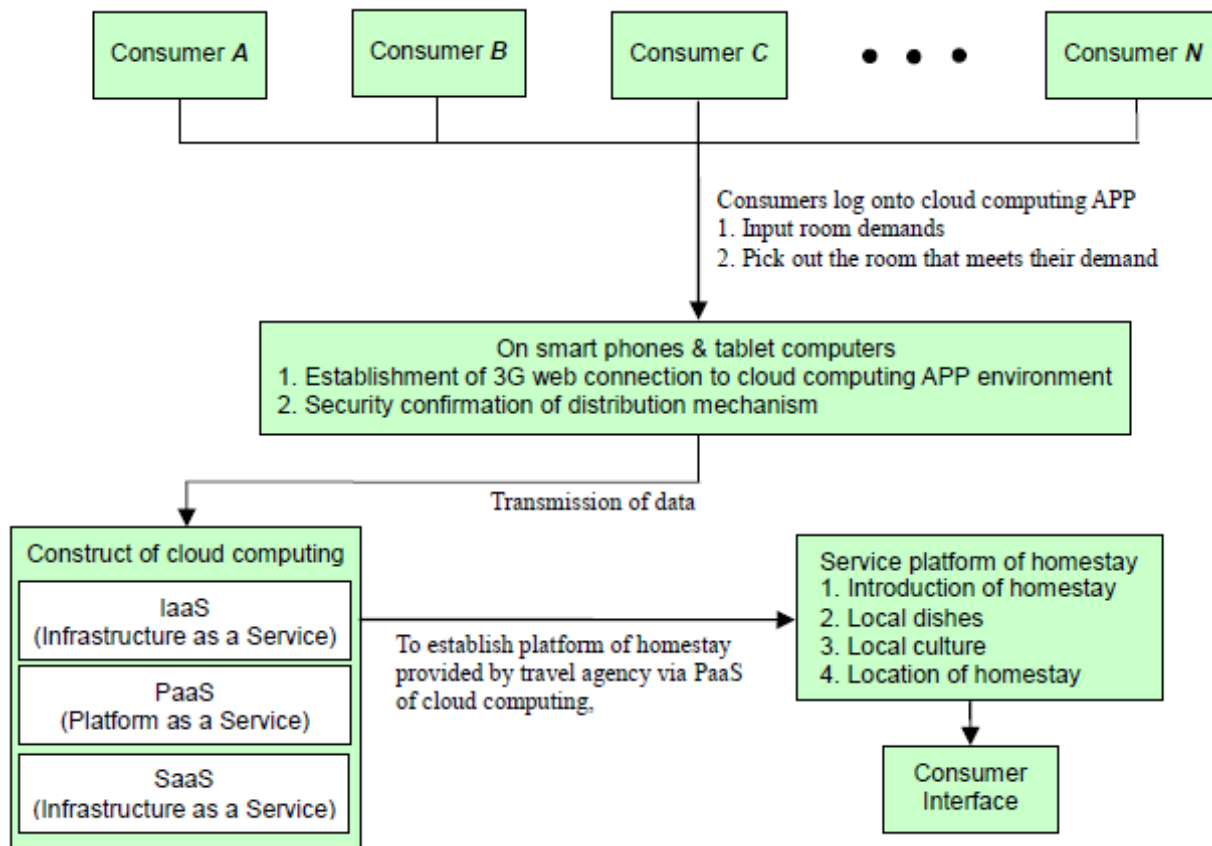 Consumer A
Consumer B
Consumer C
Consumer N
Consumers log onto cloud computing APP
1. Input room demands
2. Pick out the room that meets their demand
On smart phones & tablet computers
1. Establishment of 3G web connection to cloud computing APP environment
2. Security confirmation of distribution mechanism
Transmission of data
Construct of cloud computing
IaaS
(Infrastructure as a Service)
PaaS
(Platform as a Service)
SaaS
(Infrastructure as a Service)
To establish platform of homestay
provided by travel agency via PaaS
of cloud computing,
Service platform of homestay
1. Introduction of homestay
2. Local dishes
3. Local culture
4. Location of homestay
Consumer
Interface